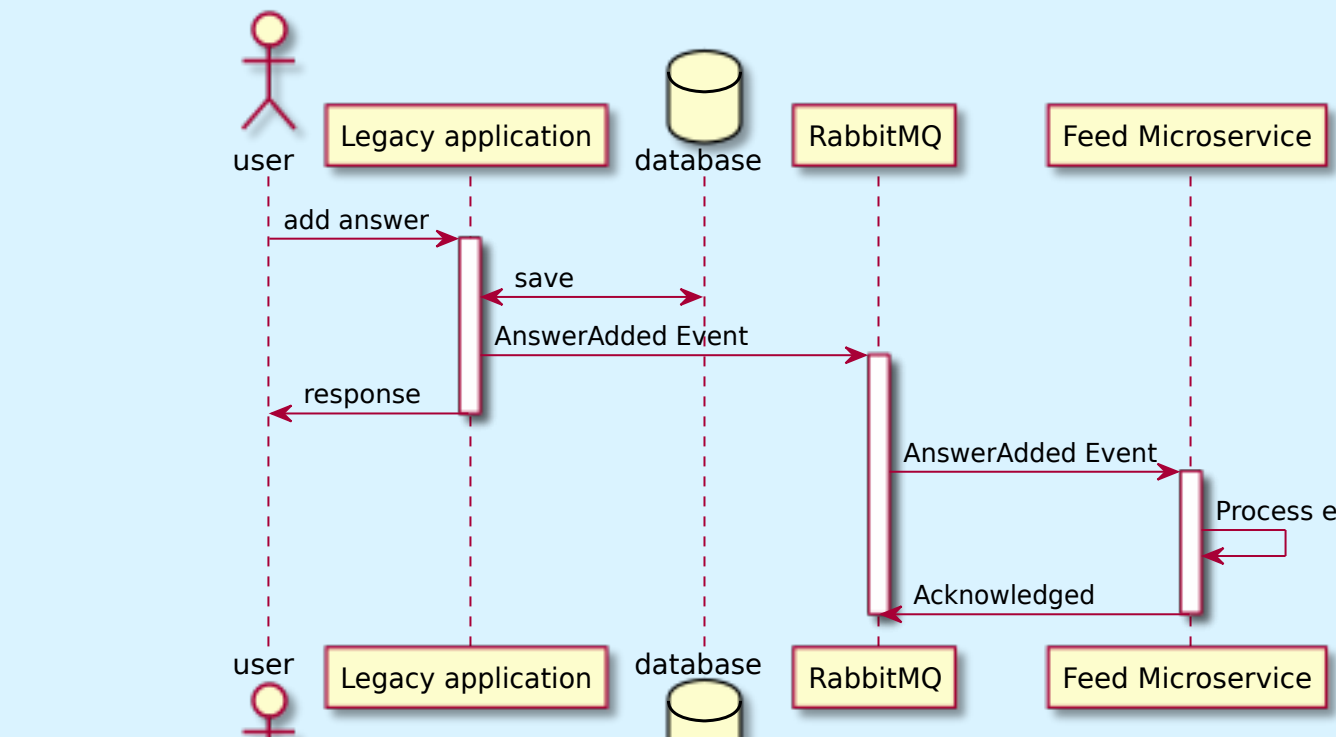 user
Legacy application
database
RabbitMQ
Feed Microservice
add answer
save
AnswerAdded Event
response
AnswerAdded Event
Process
Acknowledged
user
Legacy application
database
RabbitMQ
Feed Microservice